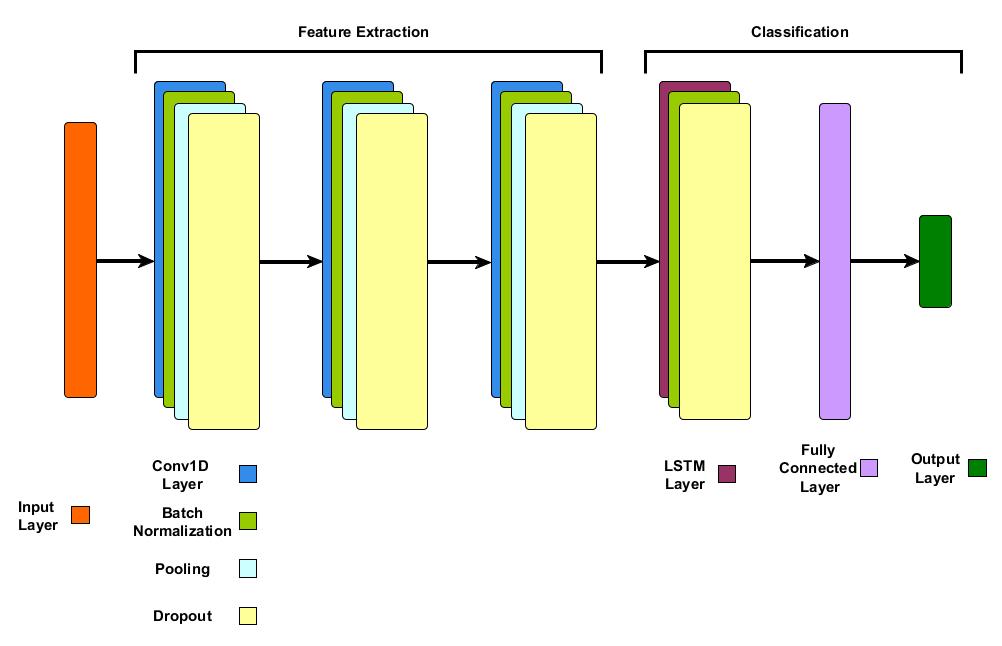 Feature Extraction
Classification
Input
Layer
Conv1D
Layer
Batch
Normalization
Pooling
Dropout
LSTM
Layer
Fully
Connected
Layer
Output
Layer